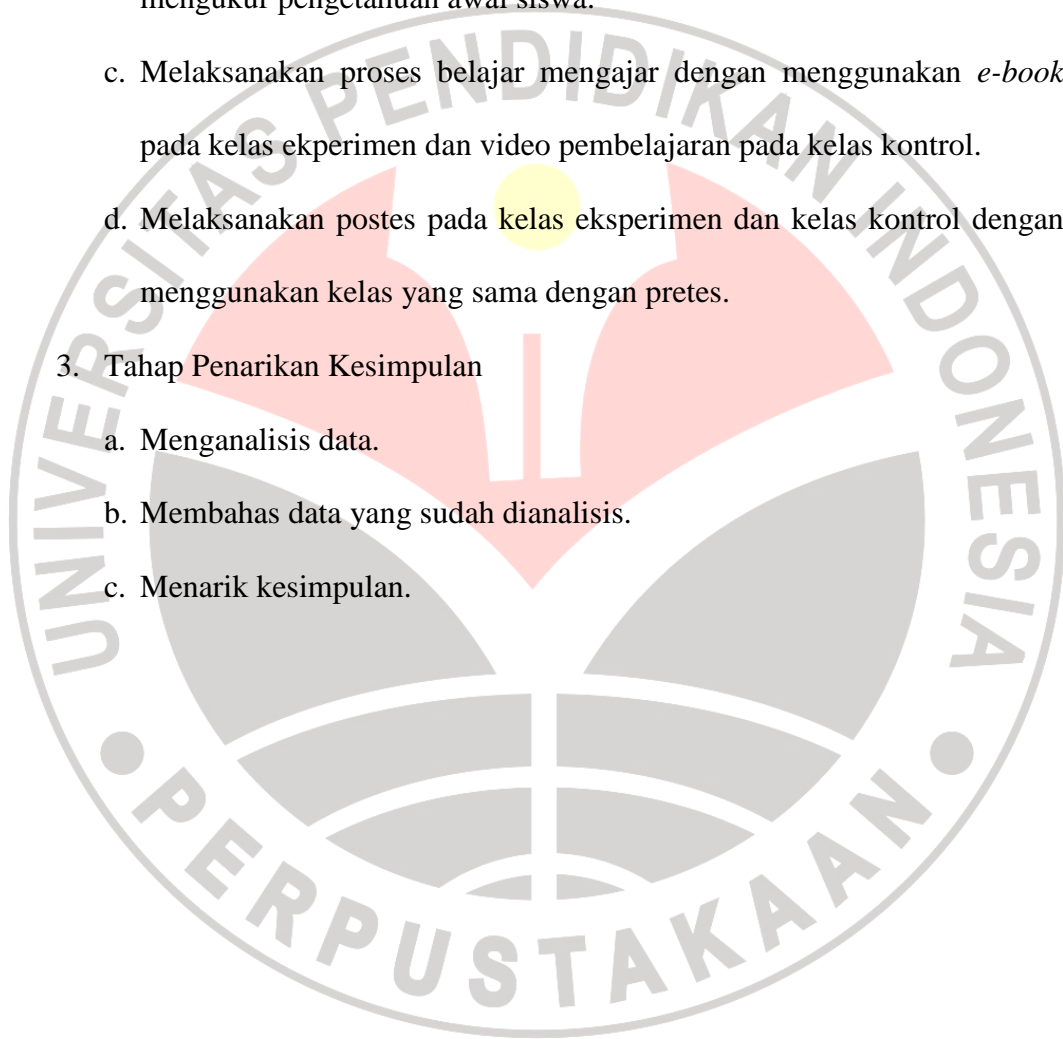 mengukur pengetahuan awal siswa.
c. Melaksanakan proses belajar mengajar dengan menggunakan e-book
pada kelas ekperimen dan video pembelajaran pada kelas kontrol.
d. Melaksanakan postes pada kelas eksperimen dan kelas kontrol dengan
menggunakan kelas yang sama dengan pretes.
3. Tahap Penarikan Kesimpulan
a. Menganalisis data.
b. Membahas data yang sudah dianalisis.
c. Menarik kesimpulan.
UNIVERSITAS PENDIDIKAN INDONESIA
PERPUSTAKAAN